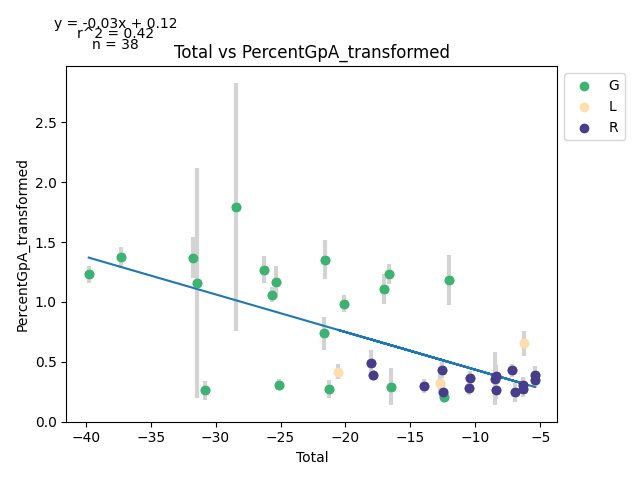 y = -0.03x + 0.12
r^2 = 0.42
n = 38
Total vs PercentGpA_transformed
G
L
R
PercentGpA_transformed
2.5
2.0
1.5
1.0
0.5
0.0
−40 −35 −30 −25 −20 −15 −10 −5
Total